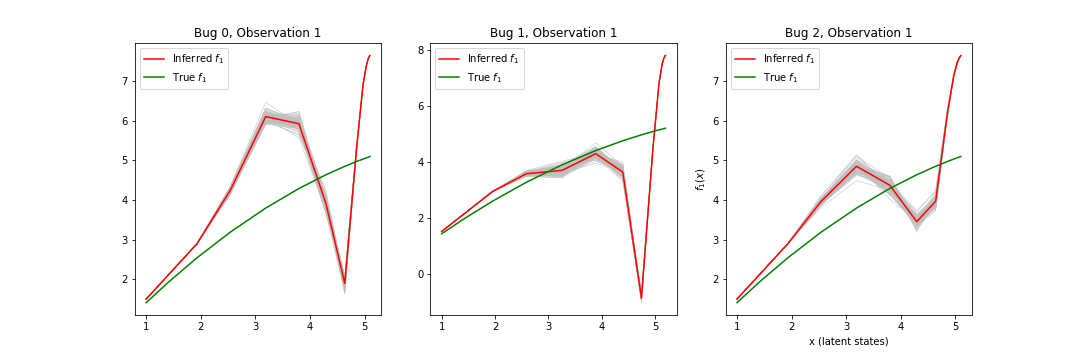 Bug 0, Observation 1
Inferred f₁
True f₁
7
6
5
4
3
2
1 2 3 4 5
Bug 1, Observation 1
Inferred f₁
True f₁
8
6
4
2
0
1 2 3 4 5
Bug 2, Observation 1
Inferred f₁
True f₁
f₁(x)
7
6
5
4
3
2
1 2 3 4 5
x (latent states)